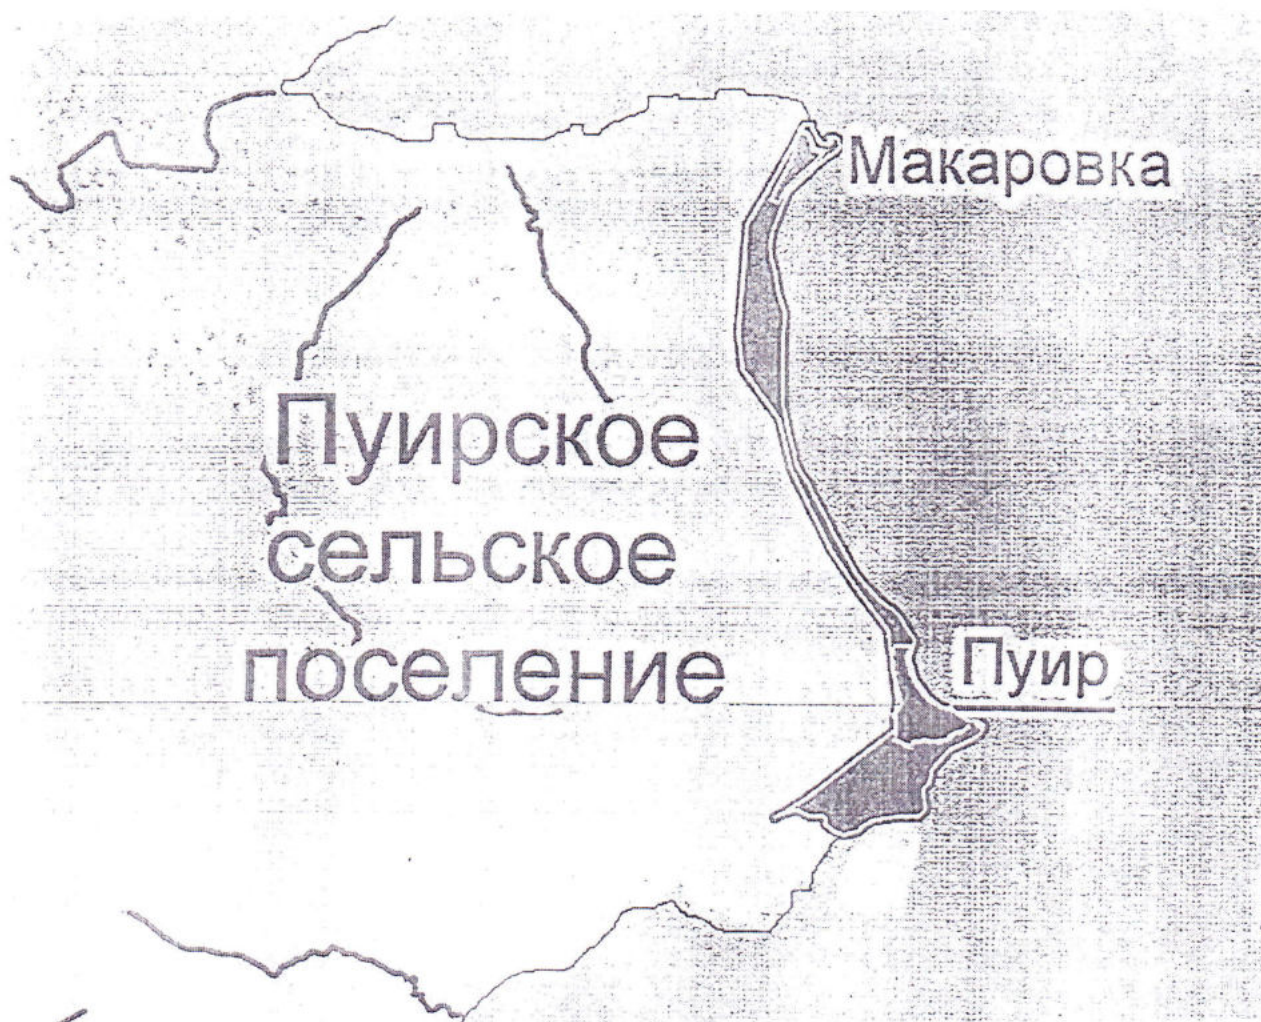 Макаровка
Пуирское
сельское
поселение
Пуир